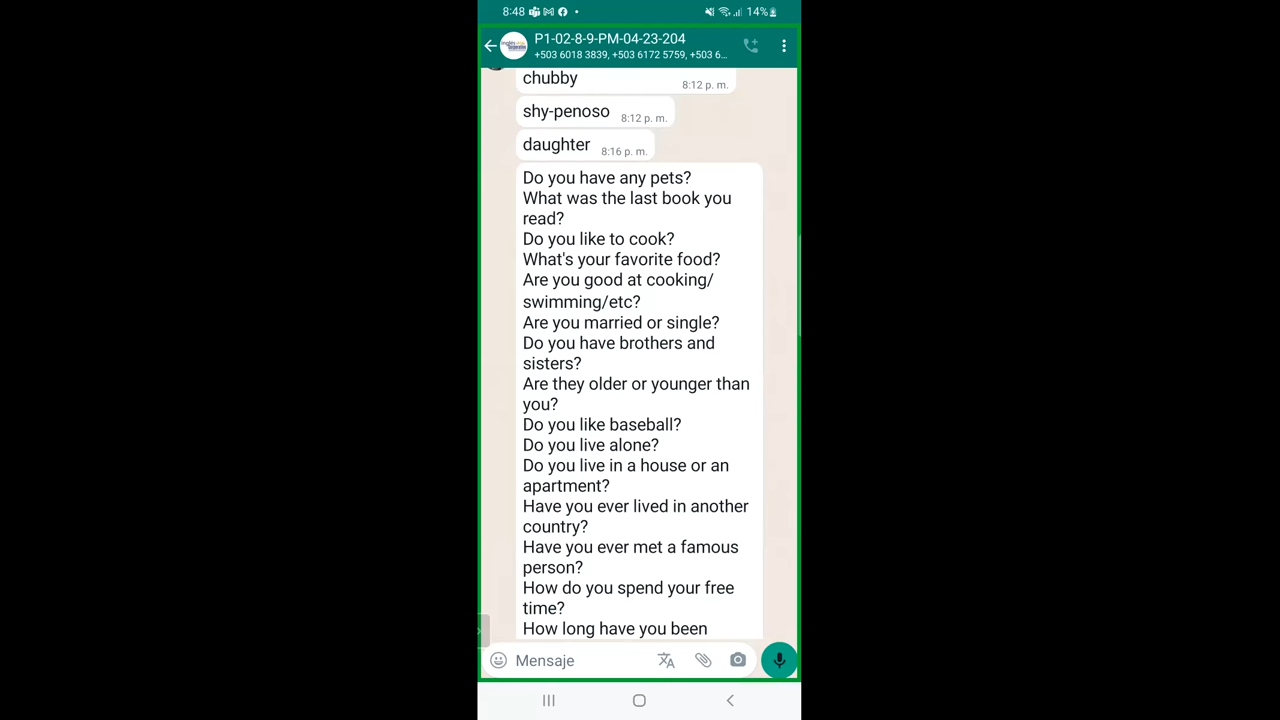 8:48
14%
P1-02-8-9-PM-04-23-204
+503 6018 3839, +503 6172 5759, +503 6...
chubby
8:12 p. m.
shy-penoso
8:12 p. m.
daughter
8:16 p. m.
Do you have any pets?
What was the last book you
read?
Do you like to cook?
What's your favorite food?
Are you good at cooking/
swimming/etc?
Are you married or single?
Do you have brothers and
sisters?
Are they older or younger than
you?
Do you like baseball?
Do you live alone?
Do you live in a house or an
apartment?
Have you ever lived in another
country?
Have you ever met a famous
person?
How do you spend your free
time?
How long have you been
Mensaje